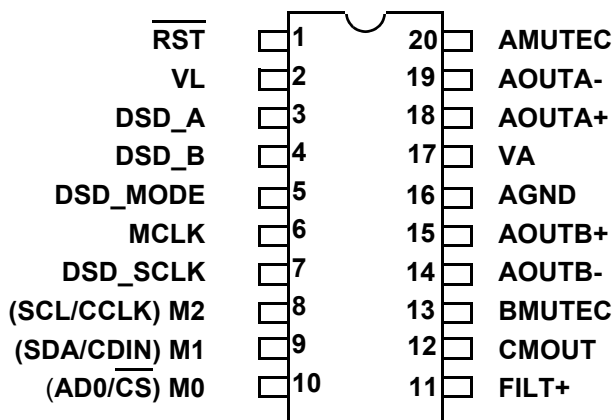 R̅S̅T̅ 1 20 AMUTEC
VL 2 19 AOUTA-
DSD_A 3 18 AOUTA+
DSD_B 4 17 VA
DSD_MODE 5 16 AGND
MCLK 6 15 AOUTB+
DSD_SCLK 7 14 AOUTB-
(SCL/CCLK) M2 8 13 BMUTEC
(SDA/CDIN) M1 9 12 CMOUT
(AD0/C̅S̅) M0 10 11 FILT+